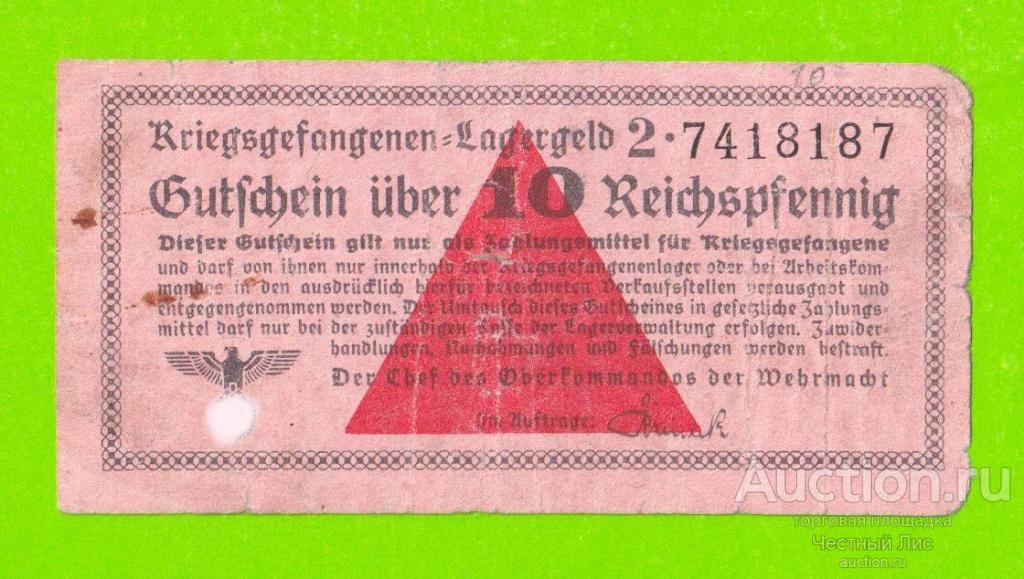 10
Kriegsgefangenen=Lagergeld 2·7418187
Gutschein über 10 Reichspfennig
Dieser Gutschein gilt nur als Zahlungsmittel für Kriegsgefangene
und darf von ihnen nur innerhalb der Kriegsgefangenenlager oder bei Arbeitskom-
mandos in den ausdrücklich hierfür bezeichneten Verkaufsstellen verausgabt und
entgegengenommen werden. Der Umtausch dieses Gutscheines in gesetzliche Zahlungs-
mittel darf nur bei der zuständigen Kasse der Lagerverwaltung erfolgen. Zuwider-
handlungen, Nachahmungen und Fälschungen werden bestraft.
Der Chef des Oberkommandos der Wehrmacht
Im Auftrage:
Auction.ru
торговая площадка
Честный Лис
auction.ru